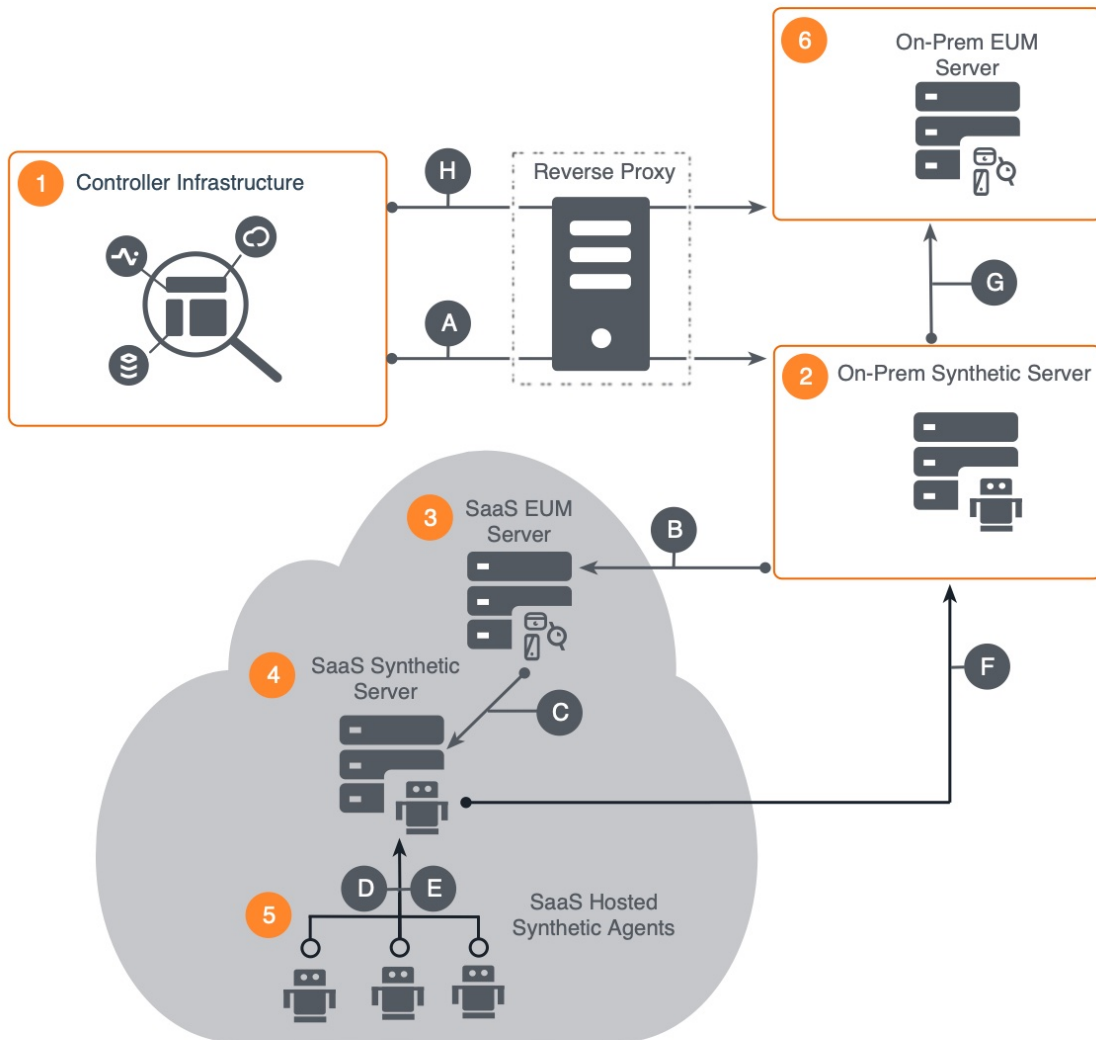 6
On-Prem EUM
Server
1
Controller Infrastructure
H
Reverse Proxy
A
G
2
On-Prem Synthetic Server
3
SaaS EUM
Server
B
4
SaaS Synthetic
Server
C
F
D
E
5
SaaS Hosted
Synthetic Agents